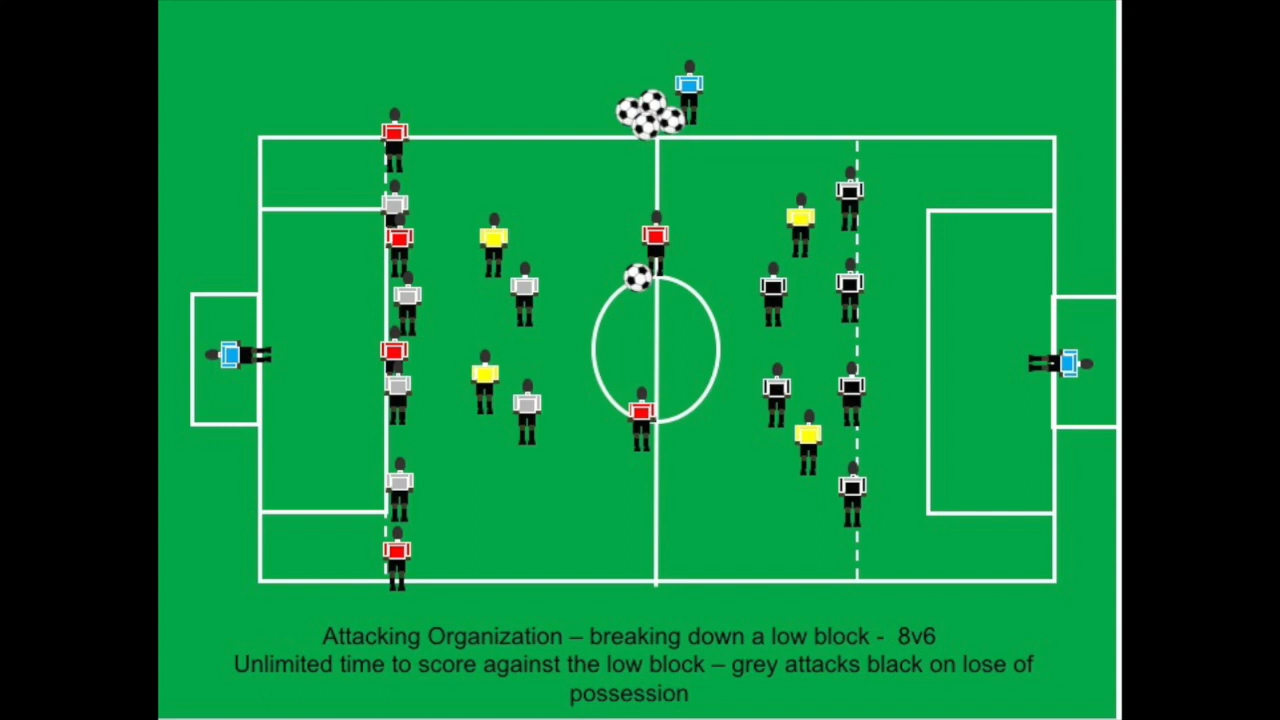 Attacking Organization – breaking down a low block -  8v6
Unlimited time to score against the low block – grey attacks black on lose of
possession